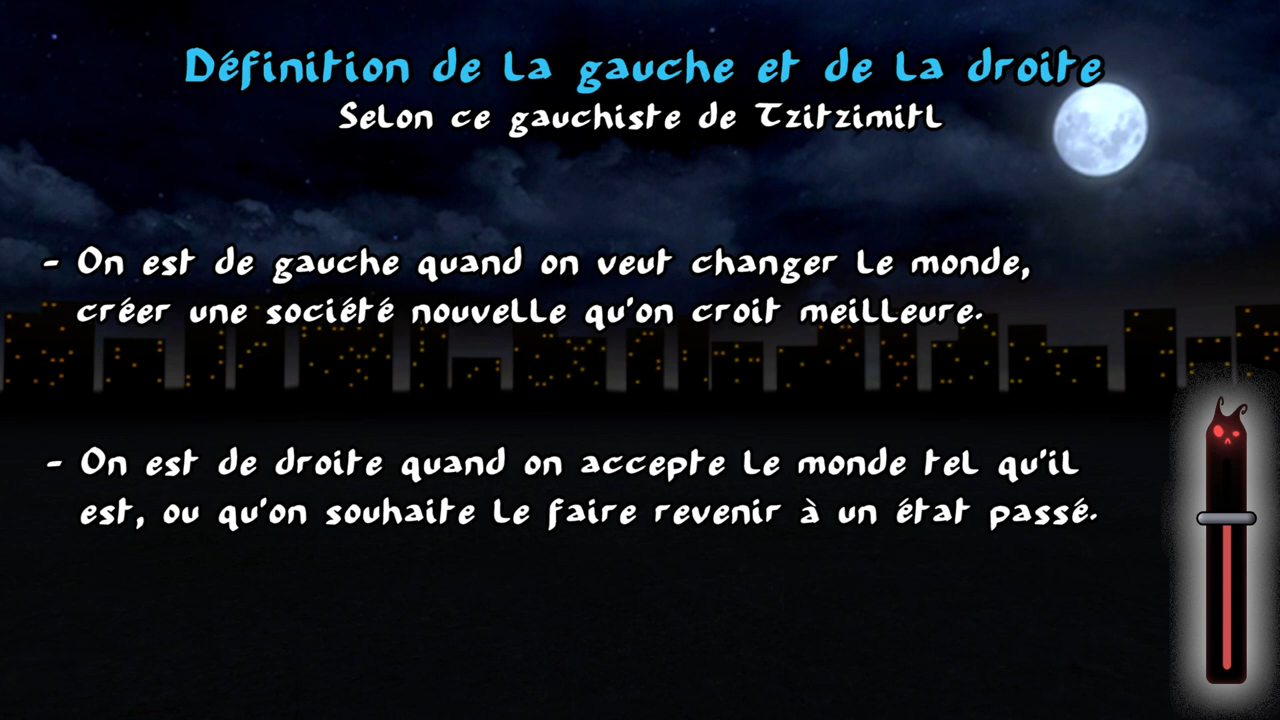 Définition de la gauche et de la droite
Selon ce gauchiste de Tzitzimitl
- On est de gauche quand on veut changer le monde,
créer une société nouvelle qu'on croit meilleure.
- On est de droite quand on accepte le monde tel qu'il
est, ou qu'on souhaite le faire revenir à un état passé.